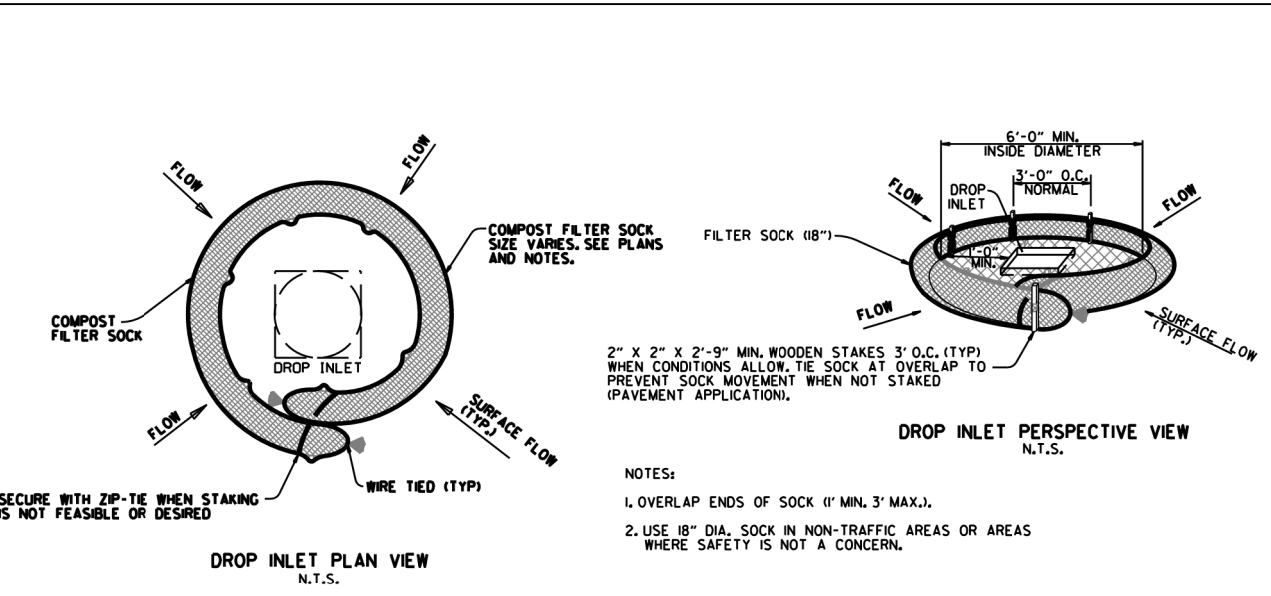 FLOW
FLOW
COMPOST FILTER SOCK
SIZE VARIES. SEE PLANS
AND NOTES.
COMPOST
FILTER SOCK
DROP INLET
FLOW
SURFACE FLOW
(TYP.)
WIRE TIED (TYP)
SECURE WITH ZIP-TIE WHEN STAKING
IS NOT FEASIBLE OR DESIRED
DROP INLET PLAN VIEW
N.T.S.
6'-0" MIN.
INSIDE DIAMETER
3'-0" O.C.
NORMAL
DROP
INLET
FLOW
FLOW
FILTER SOCK (18")
1'-0"
MIN.
FLOW
SURFACE FLOW
(TYP.)
2" X 2" X 2'-9" MIN. WOODEN STAKES 3' O.C. (TYP)
WHEN CONDITIONS ALLOW. TIE SOCK AT OVERLAP TO
PREVENT SOCK MOVEMENT WHEN NOT STAKED
(PAVEMENT APPLICATION).
DROP INLET PERSPECTIVE VIEW
N.T.S.
NOTES:
1. OVERLAP ENDS OF SOCK (1' MIN. 3' MAX.).
2. USE 18" DIA. SOCK IN NON-TRAFFIC AREAS OR AREAS
WHERE SAFETY IS NOT A CONCERN.